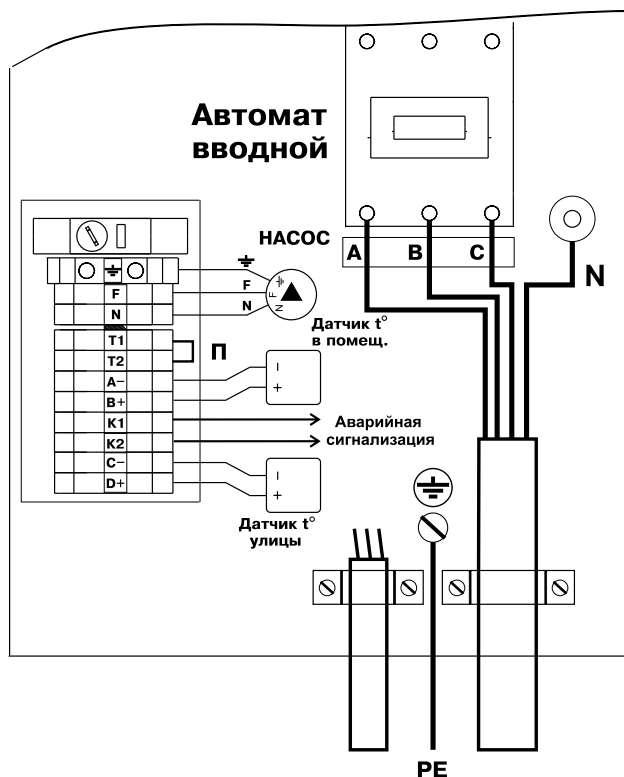 Автомат
вводной
НАСОС
A B C
N
F
F
N
N
N F
Датчик t°
в помещ.
T1
П
T2
A– –
B+ +
K1
Аварийная
K2
сигнализация
C– –
D+ +
Датчик t°
улицы
PE